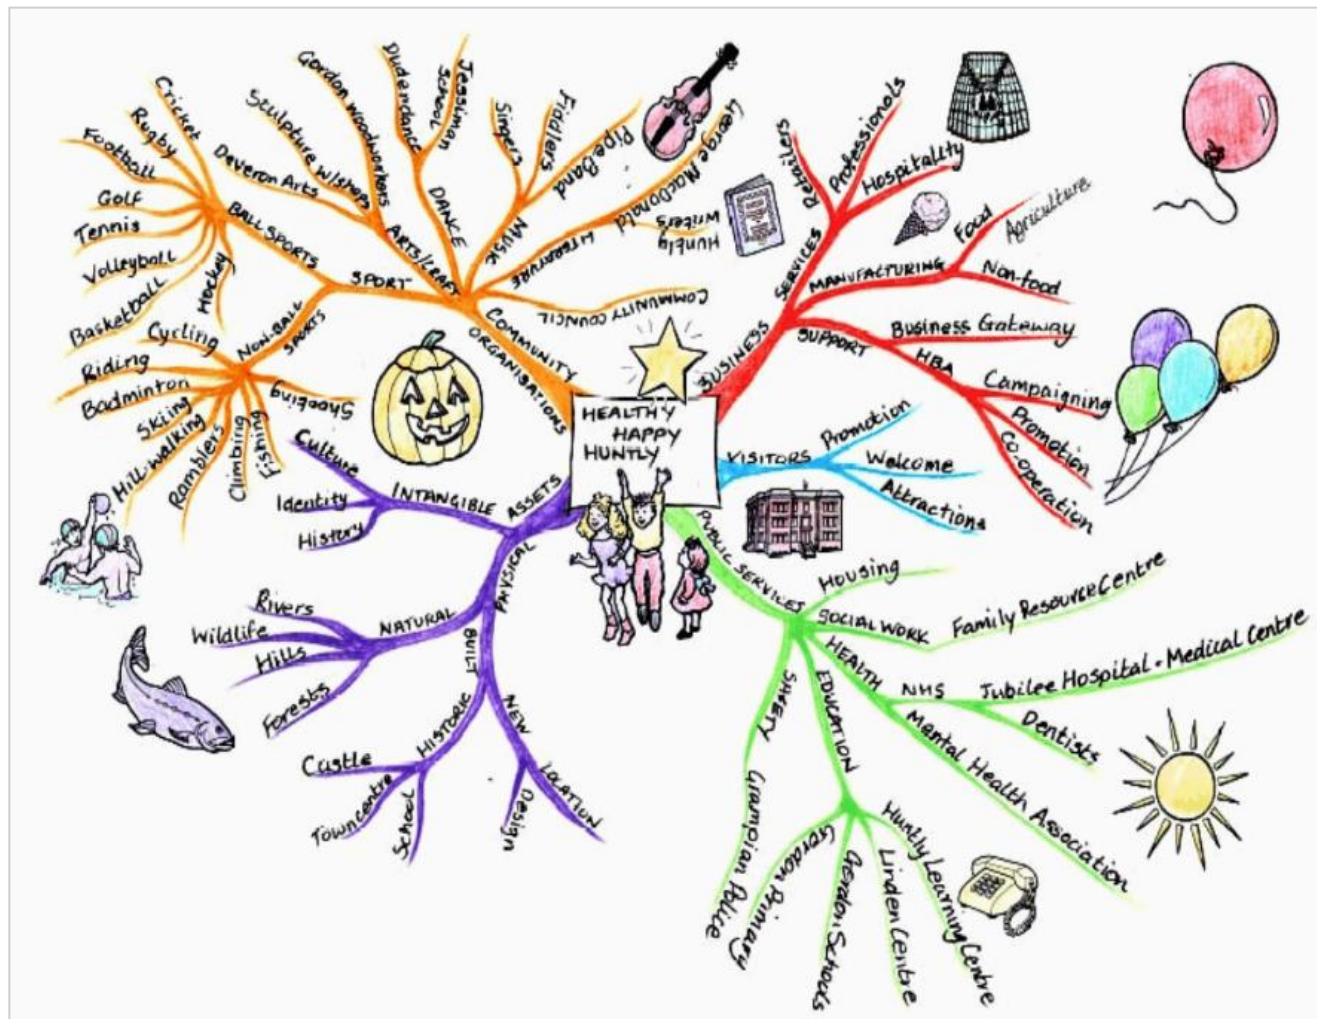 HEALTHY
HAPPY
HUNTLY
COMMUNITY
ORGANISATIONS
SPORT
BALL SPORTS
Cricket
Rugby
Football
Golf
Tennis
Volleyball
Basketball
Hockey
NON-BALL
SPORTS
Cycling
Riding
Badminton
Skiing
Hill walking
Ramblers
Climbing
Fishing
Shooting
ARTS/CRAFT
Deveron Arts
Sculpture W/shops
Gordon Woodworkers
DANCE
Dudendance
Jessiman
School
MUSIC
Singers
Fiddlers
Pipe Band
LITERATURE
George MacDonald
Huntly
Writers
COMMUNITY COUNCIL
BUSINESS
SERVICES
Retailers
Professionals
Hospitality
MANUFACTURING
Food
Agriculture
Non-food
SUPPORT
Business Gateway
HBA
Campaigning
Promotion
Co-operation
VISITORS
Promotion
Welcome
Attractions
PUBLIC SERVICES
Housing
SOCIAL WORK
Family Resource Centre
HEALTH
NHS
Jubilee Hospital • Medical Centre
Dentists
Mental Health Association
EDUCATION
Huntly Learning Centre
Linden Centre
Gordon Schools
Gordon Primary
SAFETY
Grampian Police
ASSETS
INTANGIBLE
Culture
Identity
History
PHYSICAL
NATURAL
Rivers
Wildlife
Hills
Forests
BUILT
HISTORIC
Castle
Town centre
School
NEW
Design
LOCATION